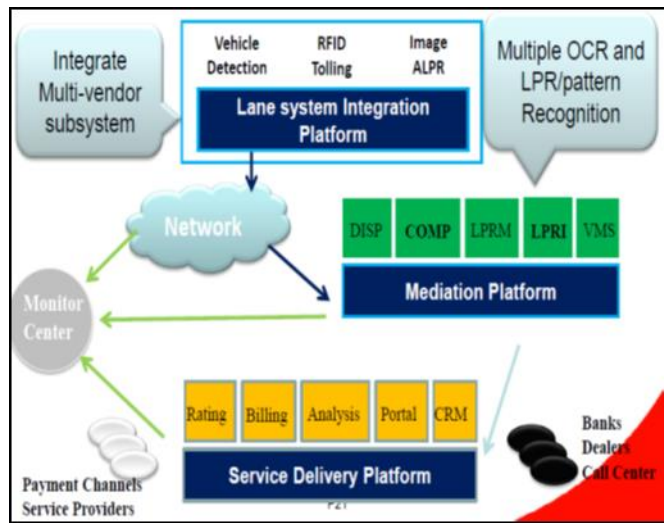 Integrate
Multi-vendor
subsystem
Vehicle
Detection
RFID
Tolling
Image
ALPR
Lane system Integration
Platform
Multiple OCR and
LPR/pattern
Recognition
Network
DISP
COMP
LPRM
LPRI
VMS
Mediation Platform
Monitor
Center
Rating
Billing
Analysis
Portal
CRM
Service Delivery Platform
Payment Channels
Service Providers
Banks
Dealers
Call Center